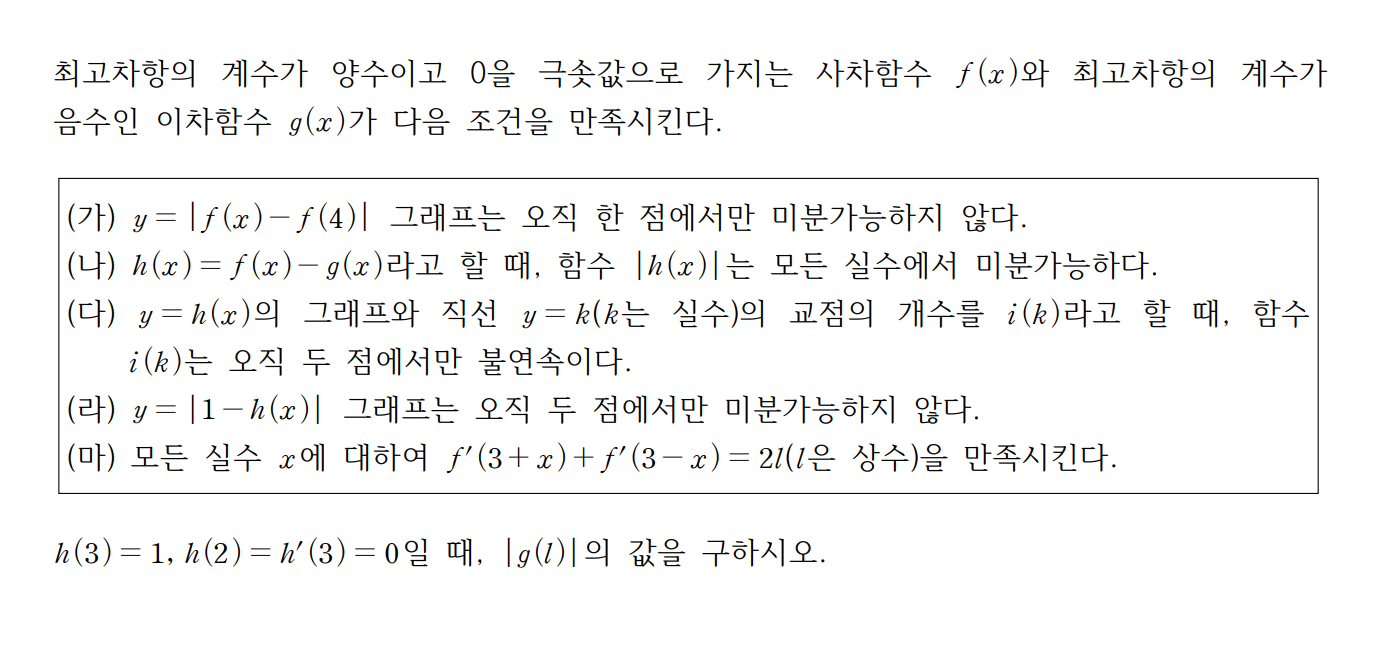 최고차항의 계수가 양수이고 0을 극솟값으로 가지는 사차함수 f(x)와 최고차항의 계수가
음수인 이차함수 g(x)가 다음 조건을 만족시킨다.
(가) y=|f(x)-f(4)| 그래프는 오직 한 점에서만 미분가능하지 않다.
(나) h(x)=f(x)-g(x)라고 할 때, 함수 |h(x)|는 모든 실수에서 미분가능하다.
(다) y=h(x)의 그래프와 직선 y=k(k는 실수)의 교점의 개수를 i(k)라고 할 때, 함수
i(k)는 오직 두 점에서만 불연속이다.
(라) y=|1-h(x)| 그래프는 오직 두 점에서만 미분가능하지 않다.
(마) 모든 실수 x에 대하여 f′(3+x)+f′(3-x)=2l(l은 상수)을 만족시킨다.
h(3)=1, h(2)=h′(3)=0일 때, |g(l)|의 값을 구하시오.